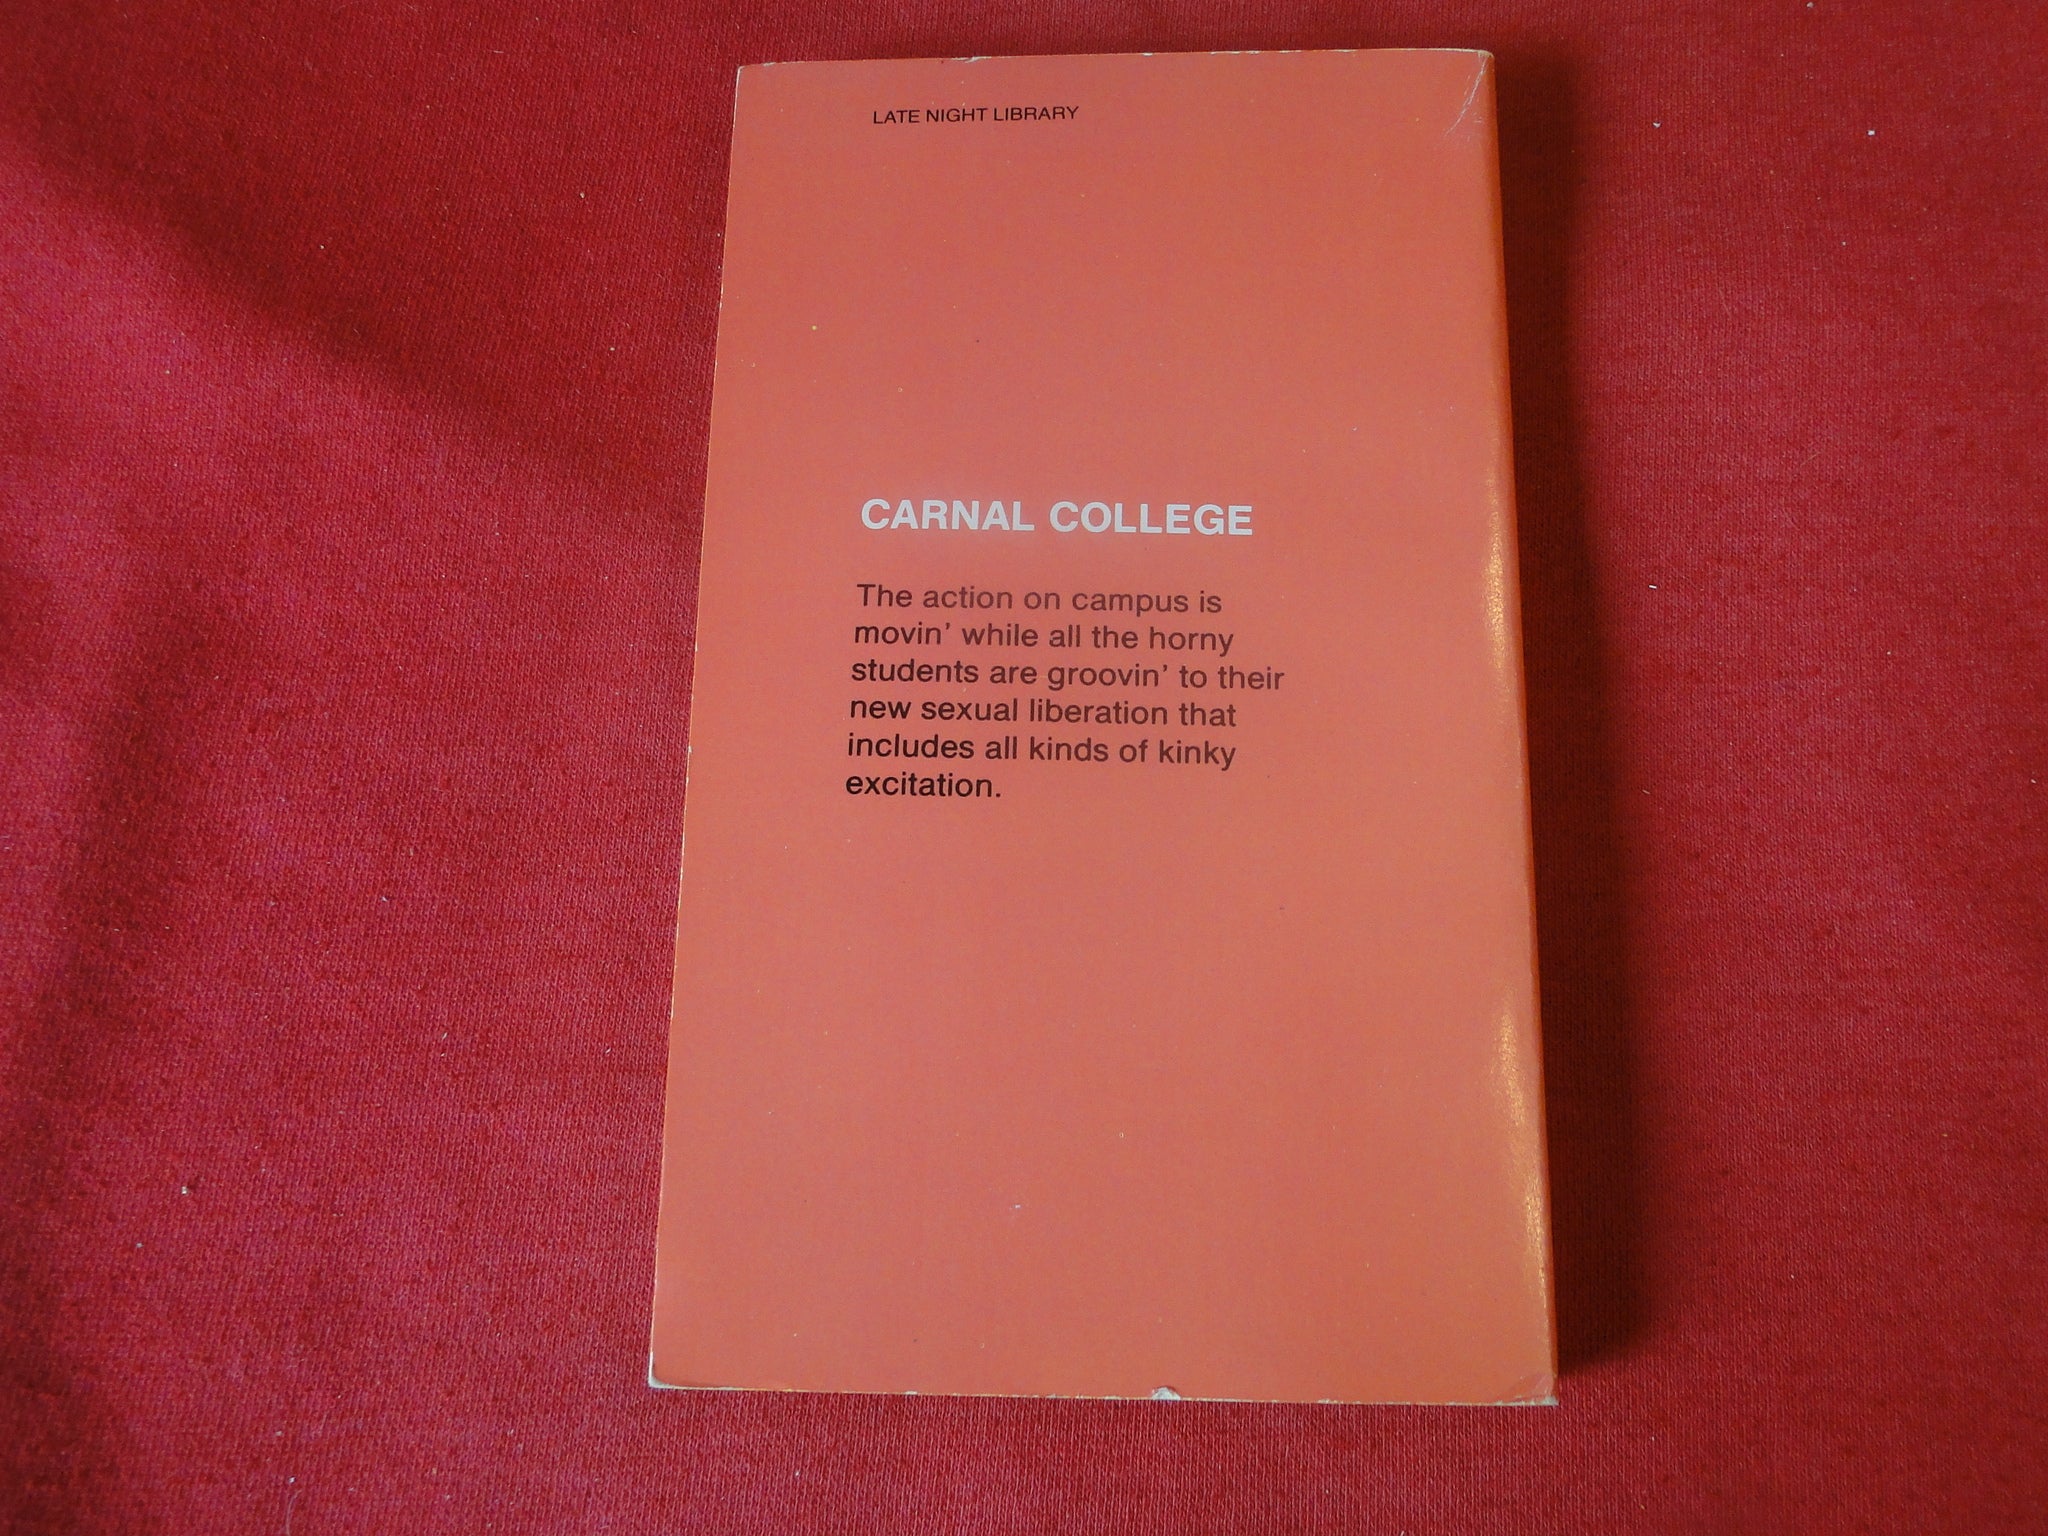 LATE NIGHT LIBRARY
CARNAL COLLEGE
The action on campus is
movin' while all the horny
students are groovin' to their
new sexual liberation that
includes all kinds of kinky
excitation.